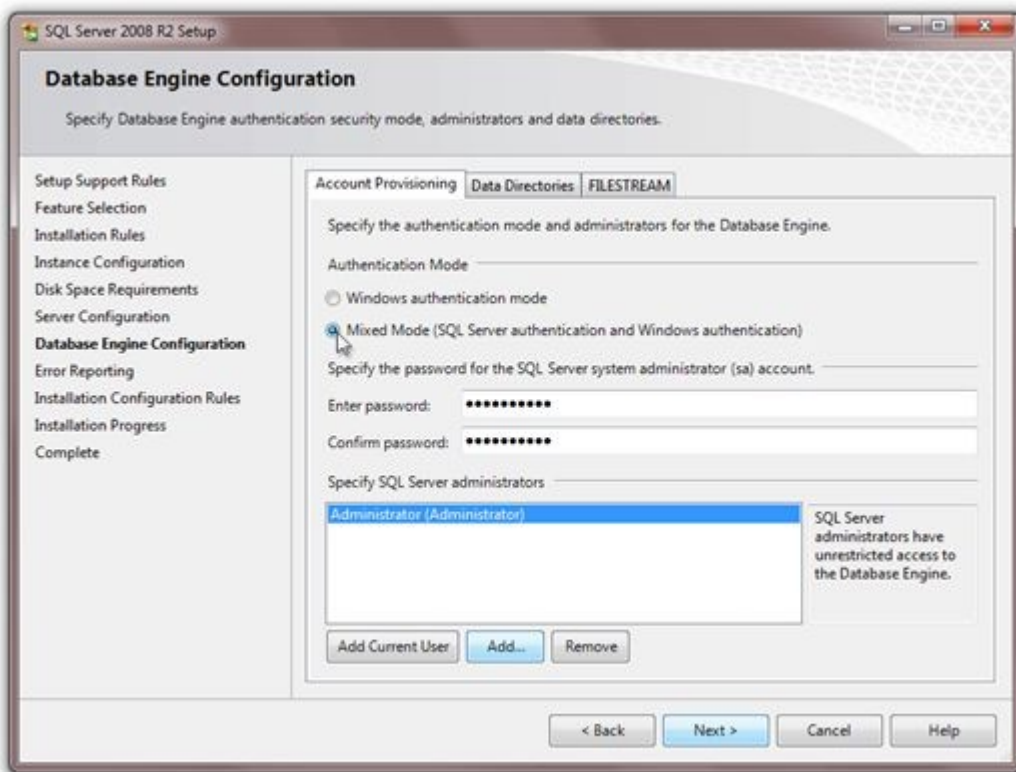 SQL Server 2008 R2 Setup
Database Engine Configuration
Specify Database Engine authentication security mode, administrators and data directories.
Setup Support Rules
Feature Selection
Installation Rules
Instance Configuration
Disk Space Requirements
Server Configuration
Database Engine Configuration
Error Reporting
Installation Configuration Rules
Installation Progress
Complete
Account Provisioning
Data Directories
FILESTREAM
Specify the authentication mode and administrators for the Database Engine.
Authentication Mode
Windows authentication mode
Mixed Mode (SQL Server authentication and Windows authentication)
Specify the password for the SQL Server system administrator (sa) account.
Enter password: ●●●●●●●●●●
Confirm password: ●●●●●●●●●●
Specify SQL Server administrators
Administrator (Administrator)
SQL Server
administrators have
unrestricted access to
the Database Engine.
Add Current User
Add...
Remove
< Back
Next >
Cancel
Help